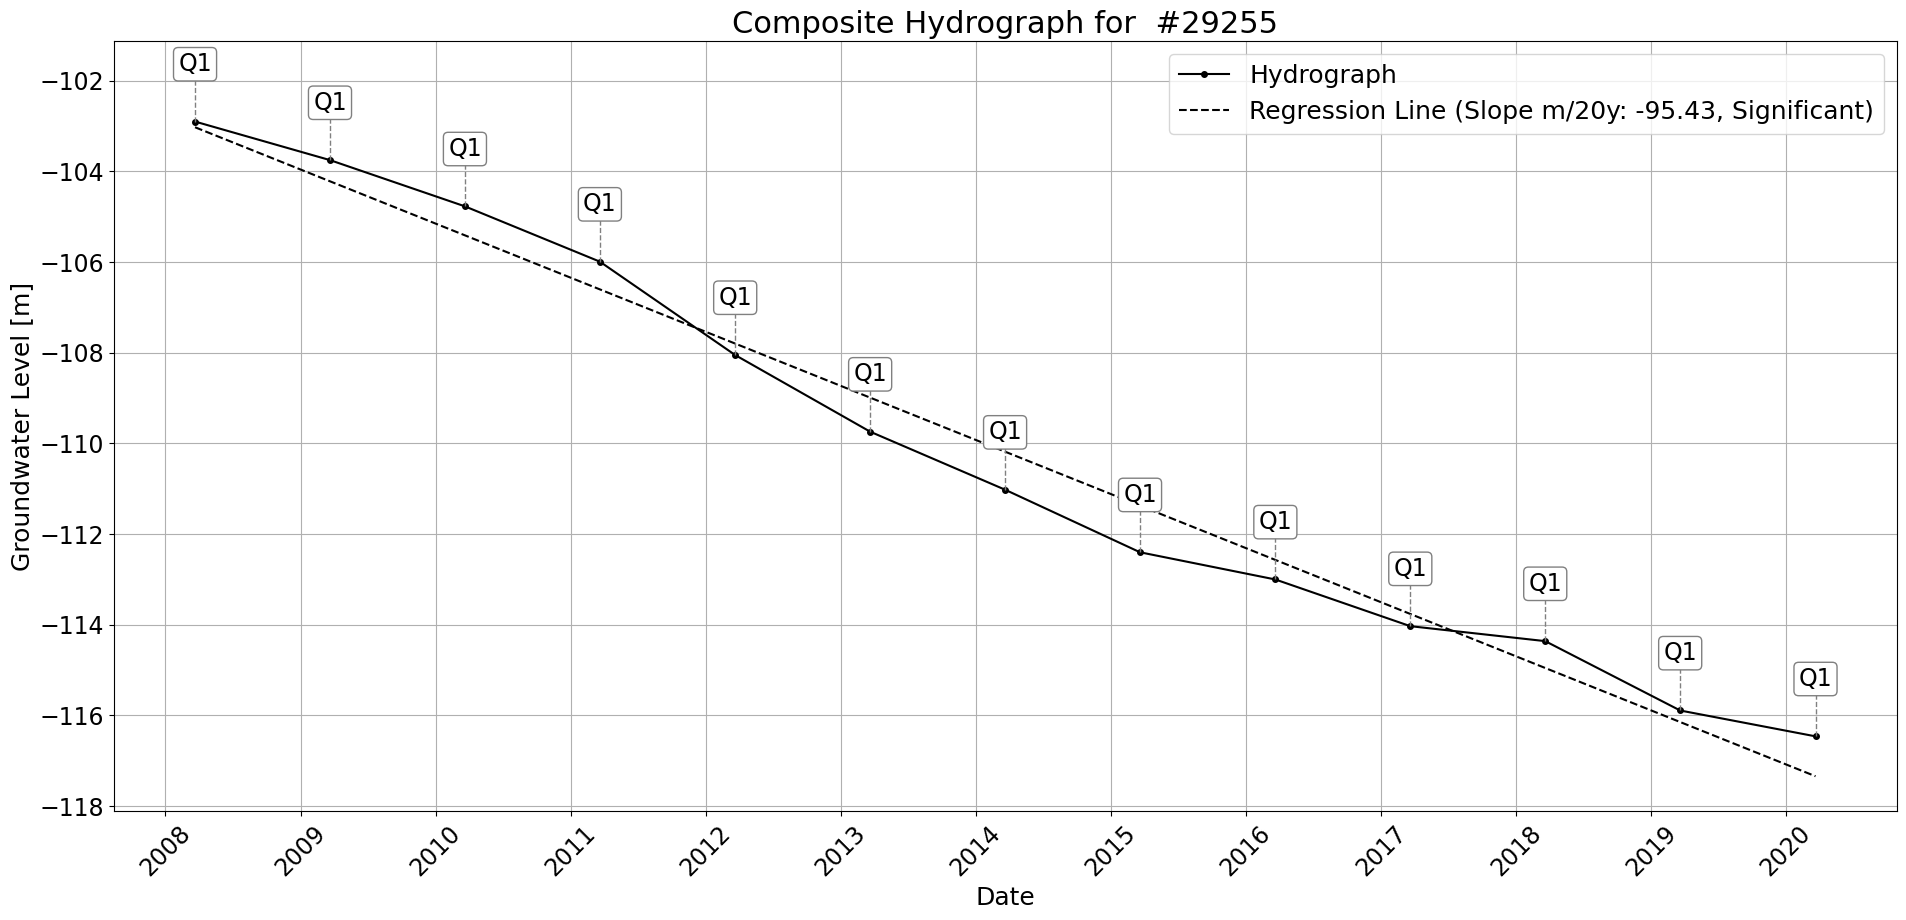 Composite Hydrograph for  #29255
Hydrograph
Regression Line (Slope m/20y: -95.43, Significant)
Groundwater Level [m]
−102
−104
−106
−108
−110
−112
−114
−116
−118
Q1
Q1
Q1
Q1
Q1
Q1
Q1
Q1
Q1
Q1
Q1
Q1
Q1
2008
2009
2010
2011
2012
2013
2014
2015
2016
2017
2018
2019
2020
Date